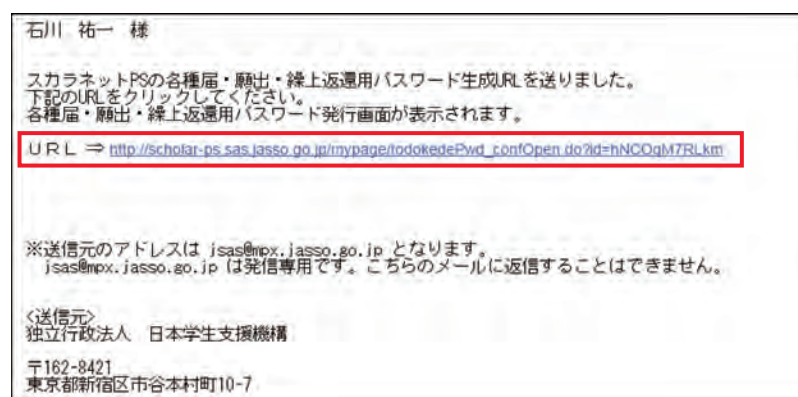 石川　祐一　様
スカラネットPSの各種届・願出・繰上返還用パスワード生成URLを送りました。
下記のURLをクリックしてください。
各種届・願出・繰上返還用パスワード発行画面が表示されます。
ＵＲＬ ⇒ http://scholar-ps.sas.jasso.go.jp/mypage/todokedePwd_confOpen.do?id=hNCOqM7RLkm
※送信元のアドレスは jsas@mpx.jasso.go.jp となります。
jsas@mpx.jasso.go.jp は発信専用です。こちらのメールに返信することはできません。
<送信元>
独立行政法人　日本学生支援機構
〒162-8421
東京都新宿区市谷本村町10-7